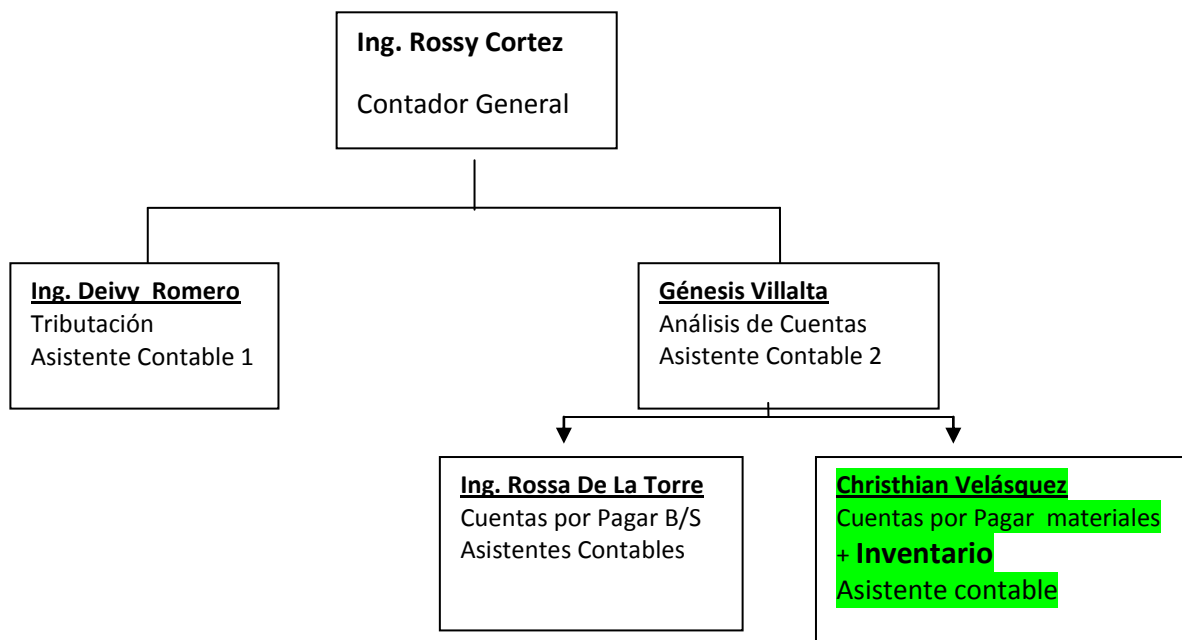 Ing. Rossy Cortez
Contador General
Ing. Deivy Romero
Tributación
Asistente Contable 1
Génesis Villalta
Análisis de Cuentas
Asistente Contable 2
Ing. Rossa De La Torre
Cuentas por Pagar B/S
Asistentes Contables
Christhian Velásquez
Cuentas por Pagar materiales
+ Inventario
Asistente contable